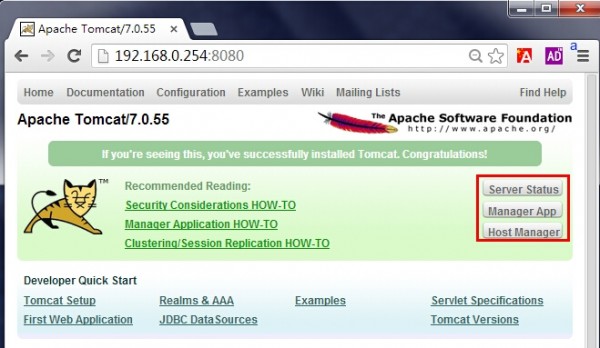 Apache Tomcat/7.0.55
192.168.0.254:8080
Home Documentation Configuration Examples Wiki Mailing Lists Find Help
Apache Tomcat/7.0.55
The Apache Software Foundation
http://www.apache.org/
If you're seeing this, you've successfully installed Tomcat. Congratulations!
TM
Recommended Reading:
Security Considerations HOW-TO
Manager Application HOW-TO
Clustering/Session Replication HOW-TO
Server Status
Manager App
Host Manager
Developer Quick Start
Tomcat Setup Realms & AAA Examples Servlet Specifications
First Web Application JDBC DataSources Tomcat Versions